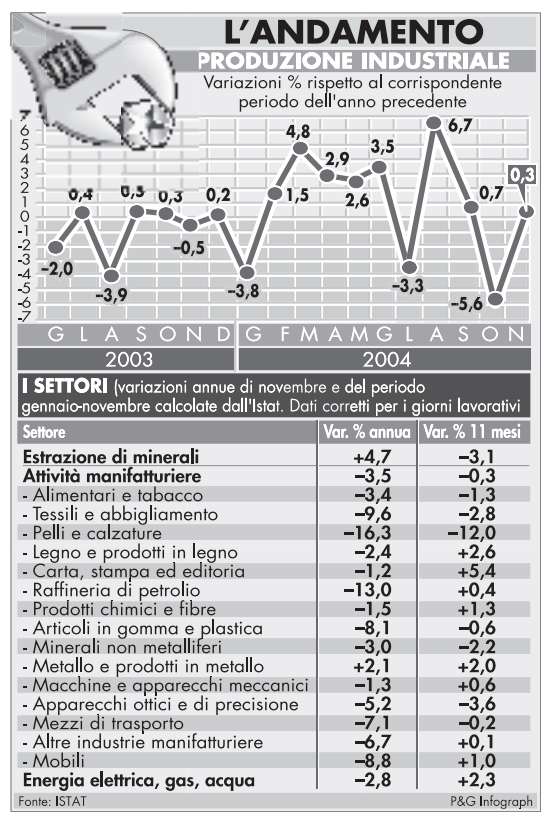 L'ANDAMENTO
PRODUZIONE INDUSTRIALE
Variazioni % rispetto al corrispondente
periodo dell'anno precedente
7
6
5
4
3
2
1
0
-1
-2
-3
-4
-5
-6
-7
–2,0
0,4
–3,9
0,5
0,3
–0,5
0,2
–3,8
1,5
4,8
2,9
2,6
3,5
–3,3
6,7
0,7
–5,6
0,3
G L A S O N D G F M A M G L A S O N
2003 2004
I SETTORI (variazioni annue di novembre e del periodo
gennaio-novembre calcolate dall'Istat. Dati corretti per i giorni lavorativi
Settore Var. % annua Var. % 11 mesi
Estrazione di minerali +4,7 –3,1
Attività manifatturiere –3,5 –0,3
- Alimentari e tabacco –3,4 –1,3
- Tessili e abbigliamento –9,6 –2,8
- Pelli e calzature –16,3 –12,0
- Legno e prodotti in legno –2,4 +2,6
- Carta, stampa ed editoria –1,2 +5,4
- Raffineria di petrolio –13,0 +0,4
- Prodotti chimici e fibre –1,5 +1,3
- Articoli in gomma e plastica –8,1 –0,6
- Minerali non metalliferi –3,0 –2,2
- Metallo e prodotti in metallo +2,1 +2,0
- Macchine e apparecchi meccanici –1,3 +0,6
- Apparecchi ottici e di precisione –5,2 –3,6
- Mezzi di trasporto –7,1 –0,2
- Altre industrie manifatturiere –6,7 +0,1
- Mobili –8,8 +1,0
Energia elettrica, gas, acqua –2,8 +2,3
Fonte: ISTAT P&G Infograph